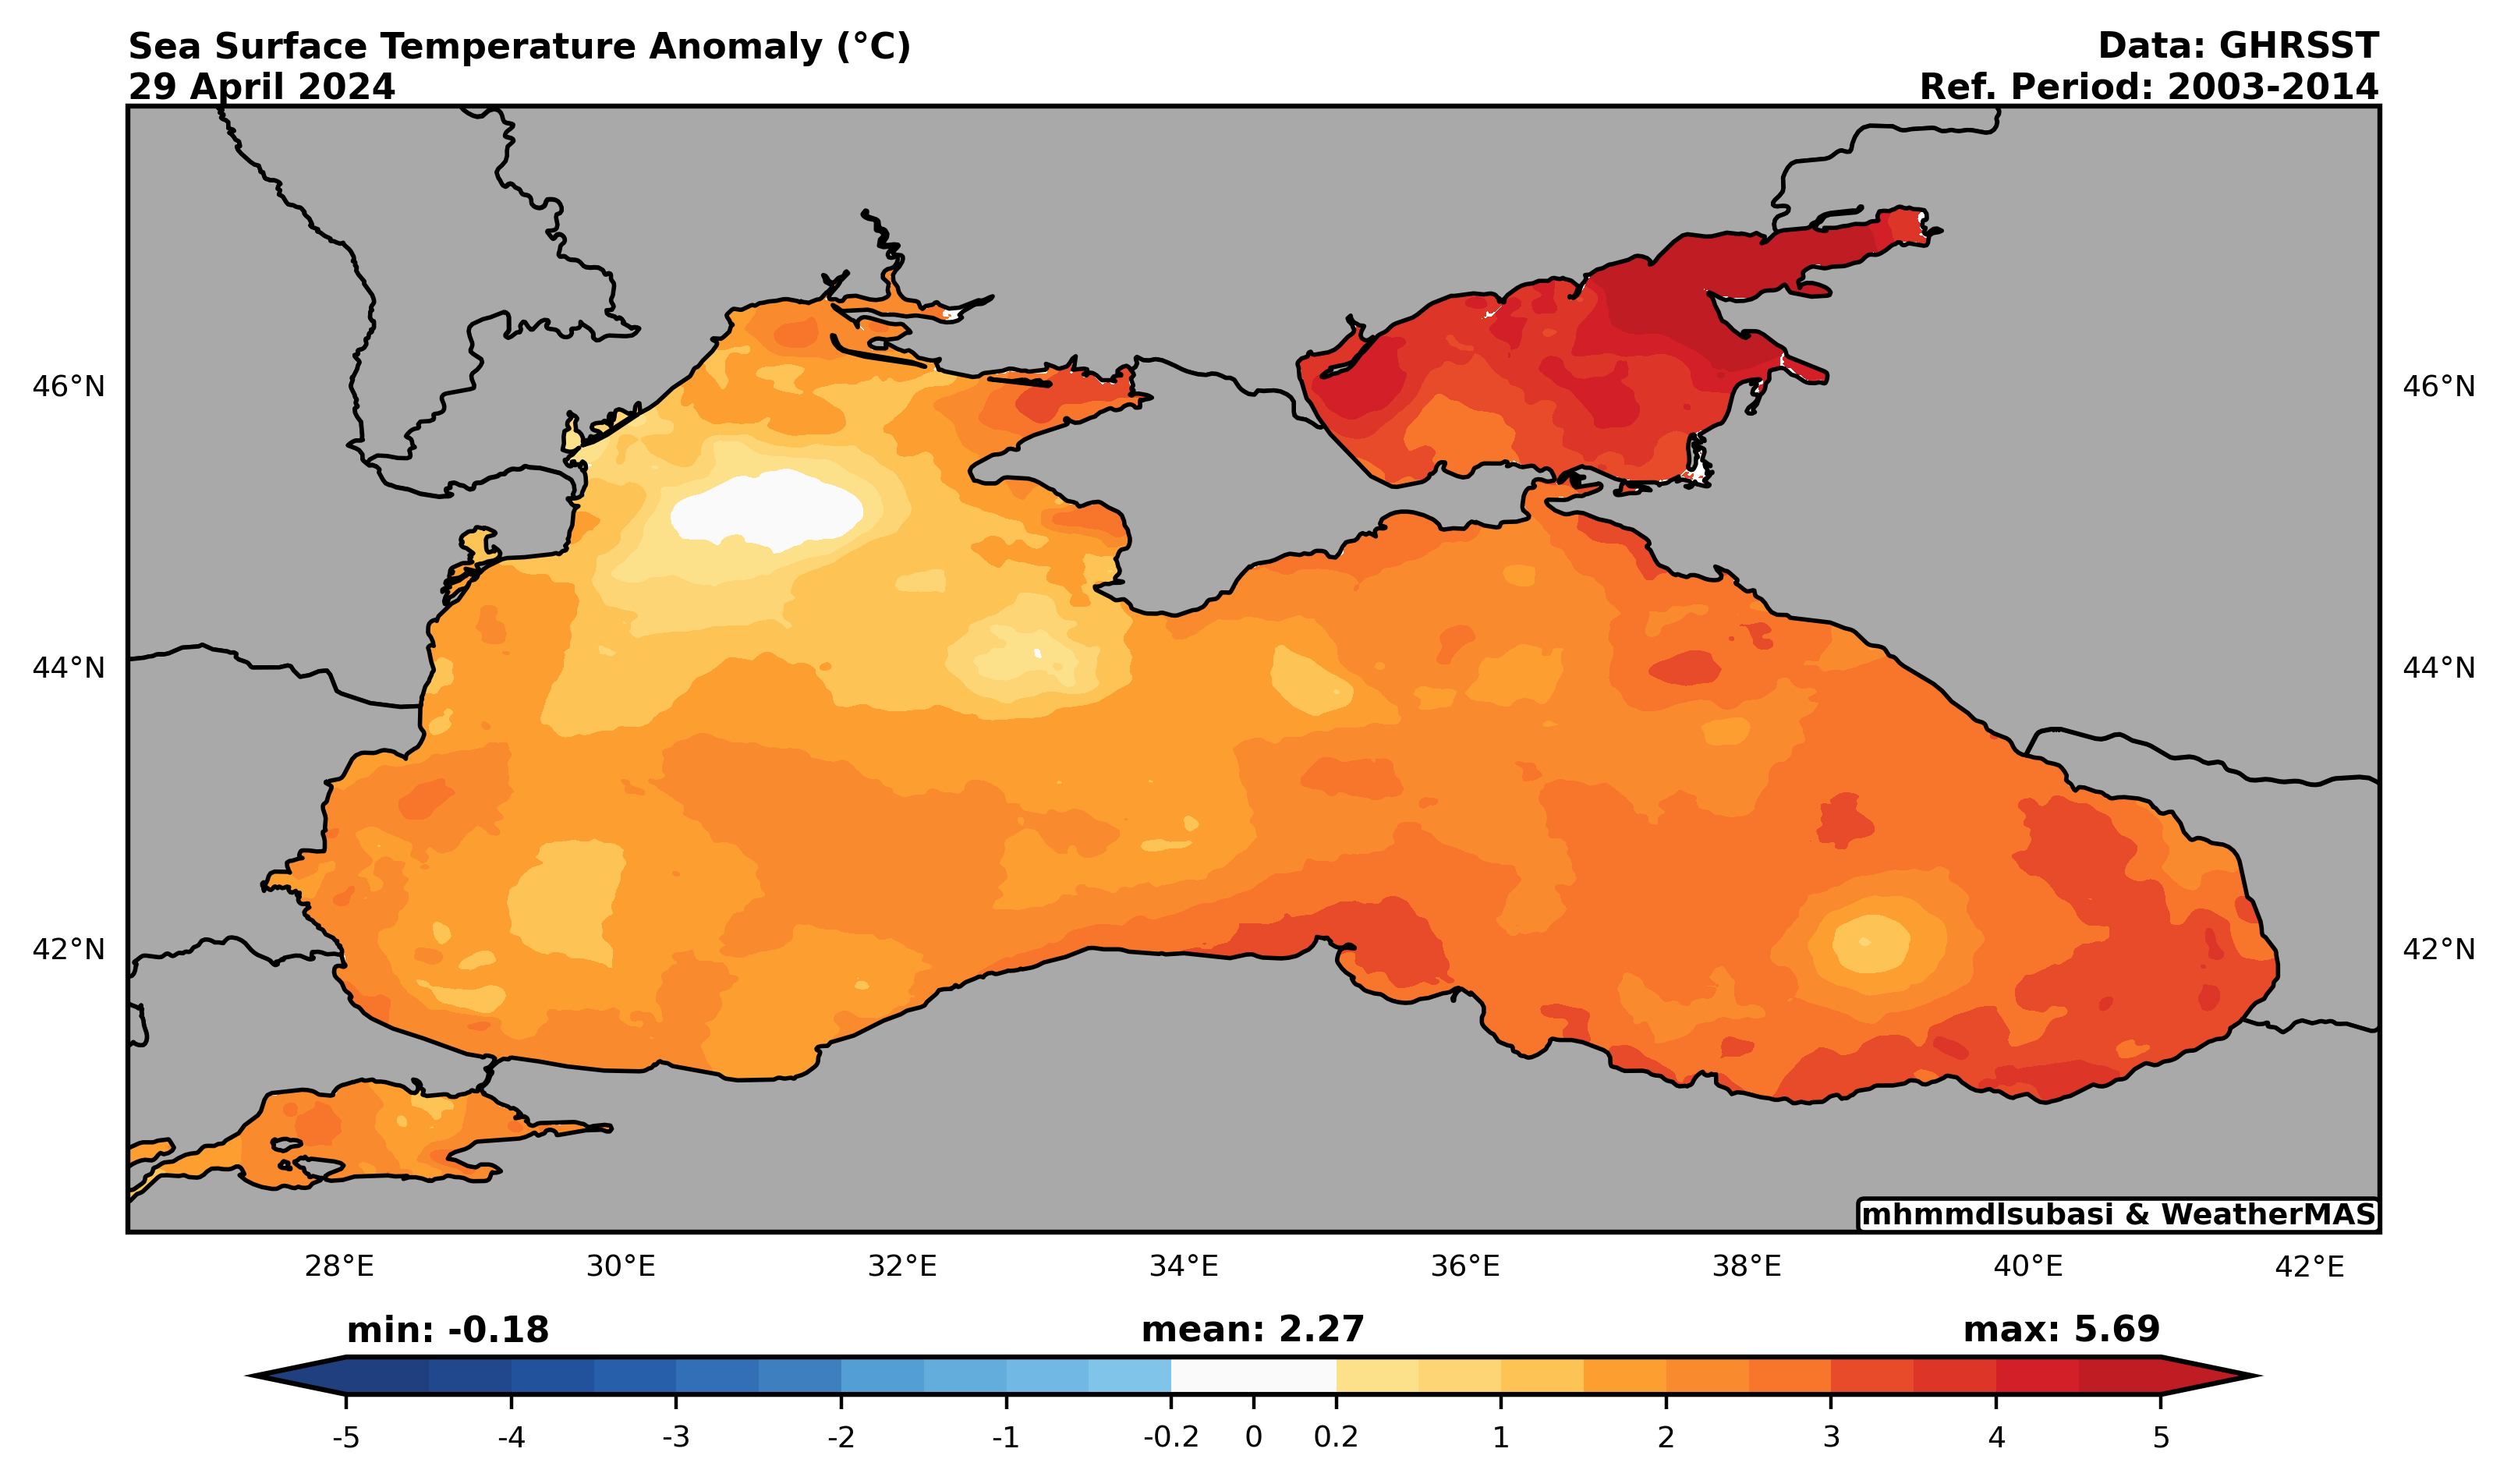 Sea Surface Temperature Anomaly (°C)
29 April 2024
Data: GHRSST
Ref. Period: 2003-2014
46°N
46°N
44°N
44°N
42°N
42°N
mhmmdlsubasi & WeatherMAS
28°E 30°E 32°E 34°E 36°E 38°E 40°E 42°E
min: -0.18 mean: 2.27 max: 5.69
-5 -4 -3 -2 -1 -0.2 0 0.2 1 2 3 4 5